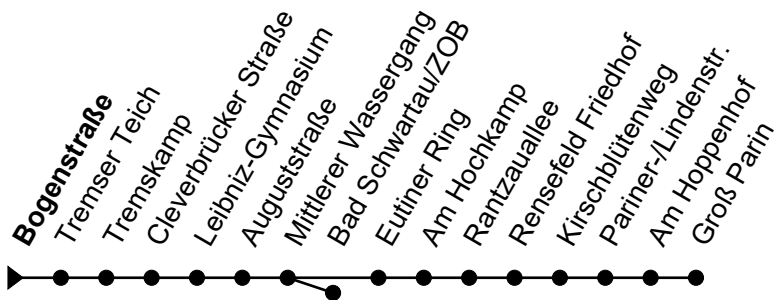 Bogenstraße
Tremser Teich
Tremskamp
Cleverbrücker Straße
Leibniz-Gymnasium
Auguststraße
Mittlerer Wassergang
Bad Schwartau/ZOB
Eutiner Ring
Am Hochkamp
Rantzauallee
Rensefeld Friedhof
Kirschblütenweg
Pariner-/Lindenstr.
Am Hoppenhof
Groß Parin